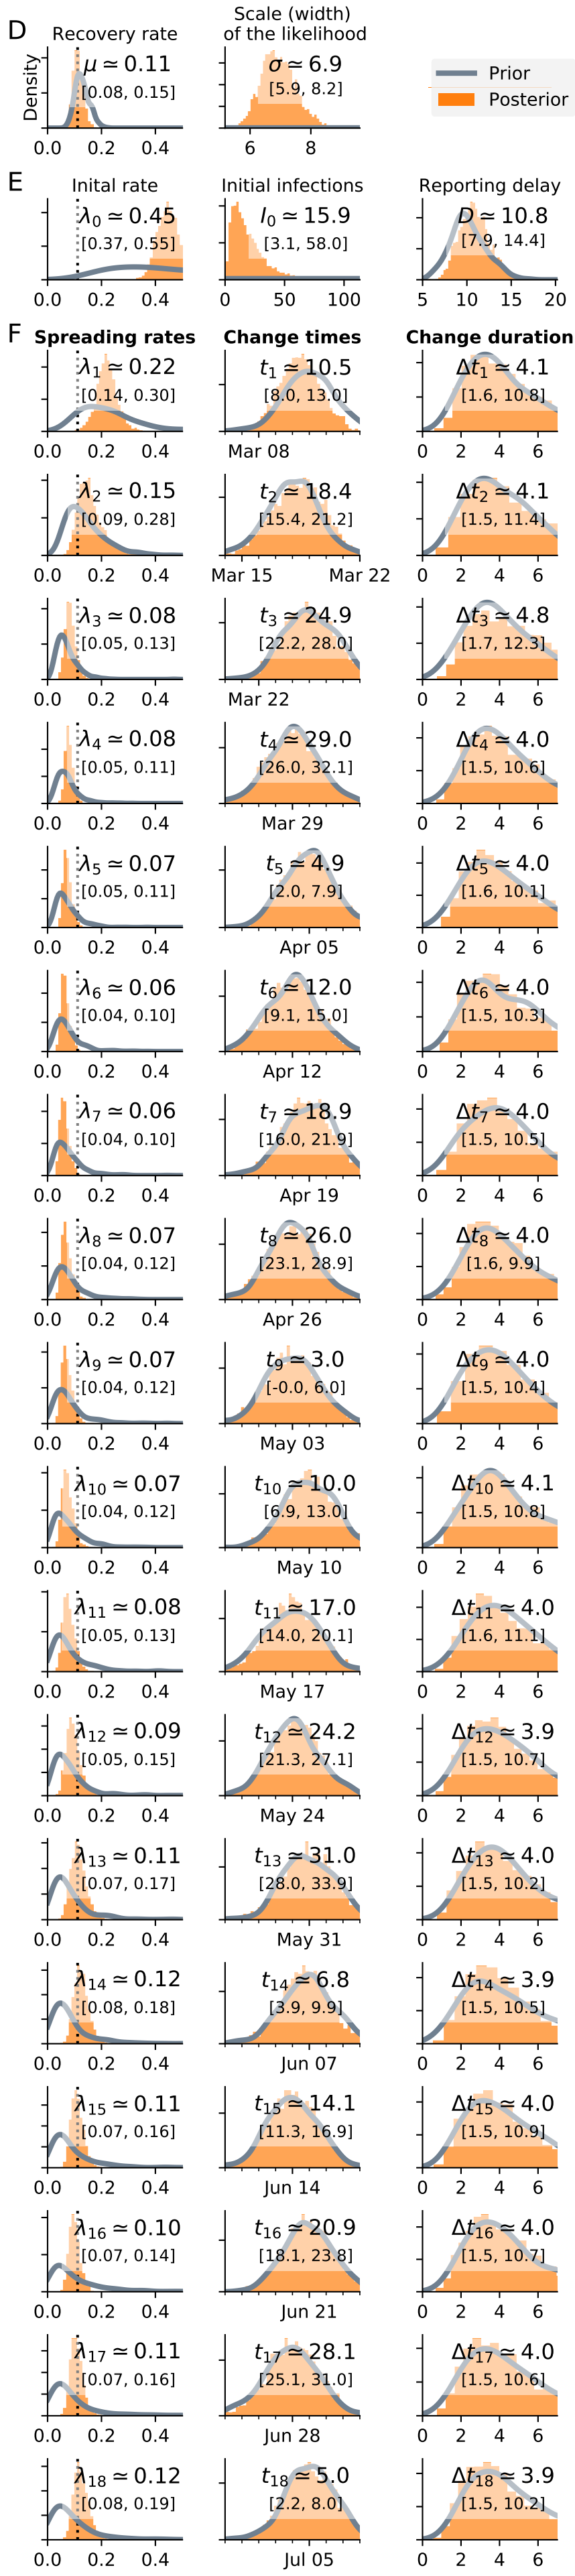 D
Recovery rate
Scale (width)
of the likelihood
Density
μ ≃ 0.11
[0.08, 0.15]
0.0 0.2 0.4
σ ≃ 6.9
[5.9, 8.2]
6 8
Prior
Posterior
E
Inital rate
Initial infections
Reporting delay
λ0 ≃ 0.45
I0 ≃ 15.9
D ≃ 10.8
[0.37, 0.55]
[3.1, 58.0]
[7.9, 14.4]
0.0 0.2 0.4
0 50 100
5 10 15 20
F
Spreading rates
Change times
Change duration
λ1 ≃ 0.22 t1 ≃ 10.5 Δt1 ≃ 4.1
[0.14, 0.30] [8.0, 13.0] [1.6, 10.8]
0.0 0.2 0.4 Mar 08 0 2 4 6
λ2 ≃ 0.15 t2 ≃ 18.4 Δt2 ≃ 4.1
[0.09, 0.28] [15.4, 21.2] [1.5, 11.4]
0.0 0.2 0.4 Mar 15 Mar 22 0 2 4 6
λ3 ≃ 0.08 t3 ≃ 24.9 Δt3 ≃ 4.8
[0.05, 0.13] [22.2, 28.0] [1.7, 12.3]
0.0 0.2 0.4 Mar 22 0 2 4 6
λ4 ≃ 0.08 t4 ≃ 29.0 Δt4 ≃ 4.0
[0.05, 0.11] [26.0, 32.1] [1.5, 10.6]
0.0 0.2 0.4 Mar 29 0 2 4 6
λ5 ≃ 0.07 t5 ≃ 4.9 Δt5 ≃ 4.0
[0.05, 0.11] [2.0, 7.9] [1.6, 10.1]
0.0 0.2 0.4 Apr 05 0 2 4 6
λ6 ≃ 0.06 t6 ≃ 12.0 Δt6 ≃ 4.0
[0.04, 0.10] [9.1, 15.0] [1.5, 10.3]
0.0 0.2 0.4 Apr 12 0 2 4 6
λ7 ≃ 0.06 t7 ≃ 18.9 Δt7 ≃ 4.0
[0.04, 0.10] [16.0, 21.9] [1.5, 10.5]
0.0 0.2 0.4 Apr 19 0 2 4 6
λ8 ≃ 0.07 t8 ≃ 26.0 Δt8 ≃ 4.0
[0.04, 0.12] [23.1, 28.9] [1.6, 9.9]
0.0 0.2 0.4 Apr 26 0 2 4 6
λ9 ≃ 0.07 t9 ≃ 3.0 Δt9 ≃ 4.0
[0.04, 0.12] [-0.0, 6.0] [1.5, 10.4]
0.0 0.2 0.4 May 03 0 2 4 6
λ10 ≃ 0.07 t10 ≃ 10.0 Δt10 ≃ 4.1
[0.04, 0.12] [6.9, 13.0] [1.5, 10.8]
0.0 0.2 0.4 May 10 0 2 4 6
λ11 ≃ 0.08 t11 ≃ 17.0 Δt11 ≃ 4.0
[0.05, 0.13] [14.0, 20.1] [1.6, 11.1]
0.0 0.2 0.4 May 17 0 2 4 6
λ12 ≃ 0.09 t12 ≃ 24.2 Δt12 ≃ 3.9
[0.05, 0.15] [21.3, 27.1] [1.5, 10.7]
0.0 0.2 0.4 May 24 0 2 4 6
λ13 ≃ 0.11 t13 ≃ 31.0 Δt13 ≃ 4.0
[0.07, 0.17] [28.0, 33.9] [1.5, 10.2]
0.0 0.2 0.4 May 31 0 2 4 6
λ14 ≃ 0.12 t14 ≃ 6.8 Δt14 ≃ 3.9
[0.08, 0.18] [3.9, 9.9] [1.5, 10.5]
0.0 0.2 0.4 Jun 07 0 2 4 6
λ15 ≃ 0.11 t15 ≃ 14.1 Δt15 ≃ 4.0
[0.07, 0.16] [11.3, 16.9] [1.5, 10.9]
0.0 0.2 0.4 Jun 14 0 2 4 6
λ16 ≃ 0.10 t16 ≃ 20.9 Δt16 ≃ 4.0
[0.07, 0.14] [18.1, 23.8] [1.5, 10.7]
0.0 0.2 0.4 Jun 21 0 2 4 6
λ17 ≃ 0.11 t17 ≃ 28.1 Δt17 ≃ 4.0
[0.07, 0.16] [25.1, 31.0] [1.5, 10.6]
0.0 0.2 0.4 Jun 28 0 2 4 6
λ18 ≃ 0.12 t18 ≃ 5.0 Δt18 ≃ 3.9
[0.08, 0.19] [2.2, 8.0] [1.5, 10.2]
0.0 0.2 0.4 Jul 05 0 2 4 6